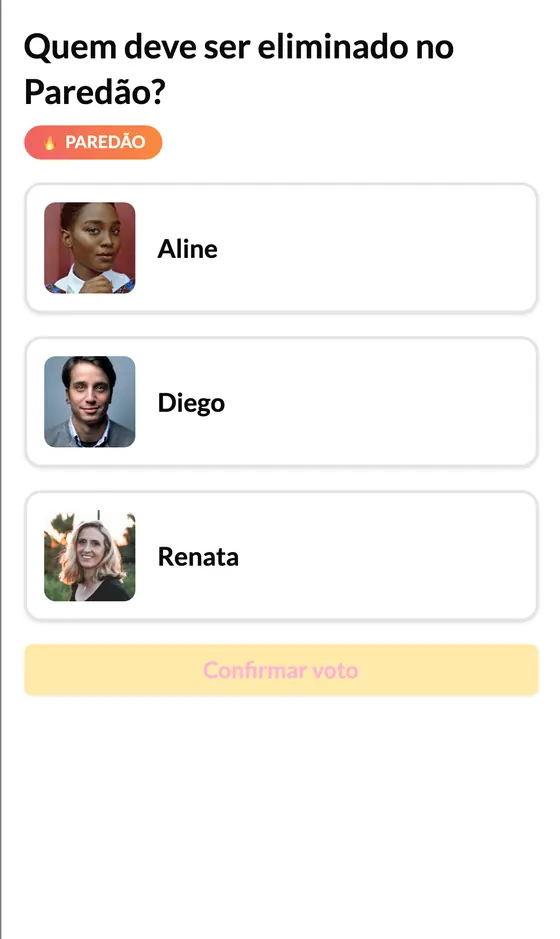 Quem deve ser eliminado no
Paredão?
🔥 PAREDÃO
Aline
Diego
Renata
Confirmar voto